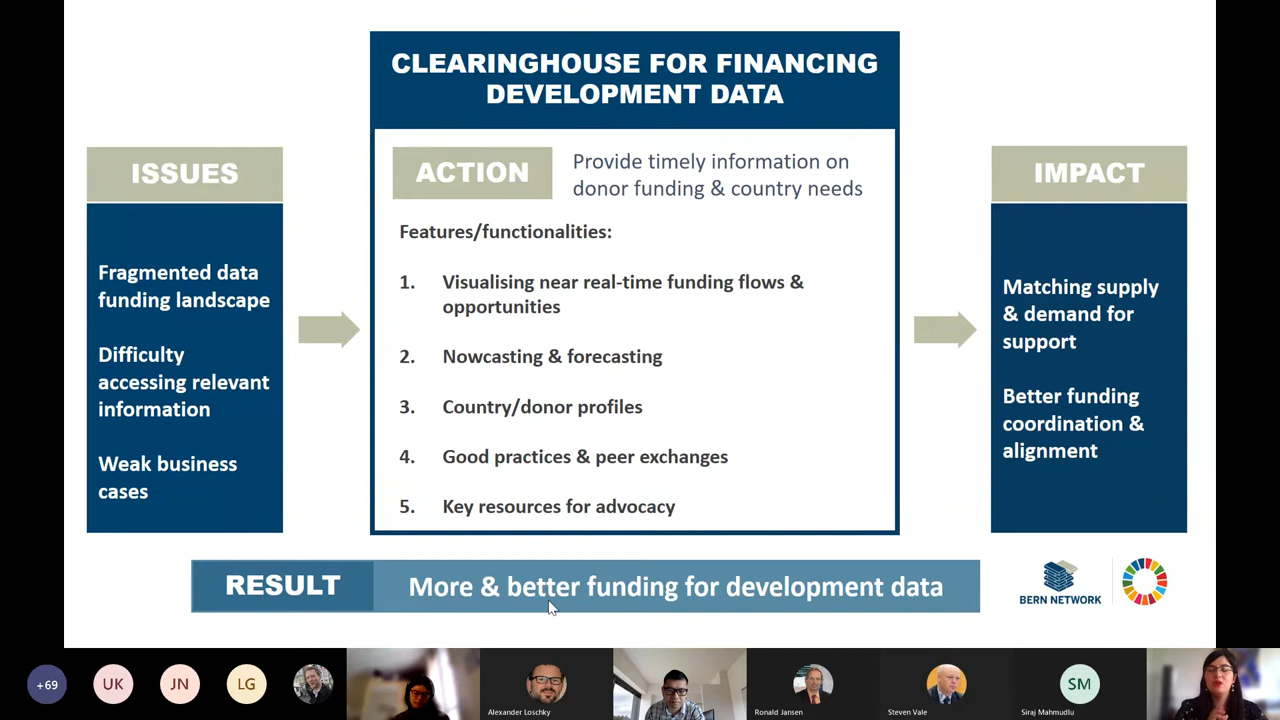 CLEARINGHOUSE FOR FINANCING
DEVELOPMENT DATA
ISSUES
Fragmented data
funding landscape
Difficulty
accessing relevant
information
Weak business
cases
ACTION
Provide timely information on
donor funding & country needs
Features/functionalities:
1. Visualising near real-time funding flows &
opportunities
2. Nowcasting & forecasting
3. Country/donor profiles
4. Good practices & peer exchanges
5. Key resources for advocacy
IMPACT
Matching supply
& demand for
support
Better funding
coordination &
alignment
RESULT
More & better funding for development data
BERN NETWORK
+69
UK
JN
LG
Alexander Loschky
Ronald Jansen
Steven Vale
SM
Siraj Mahmudlu